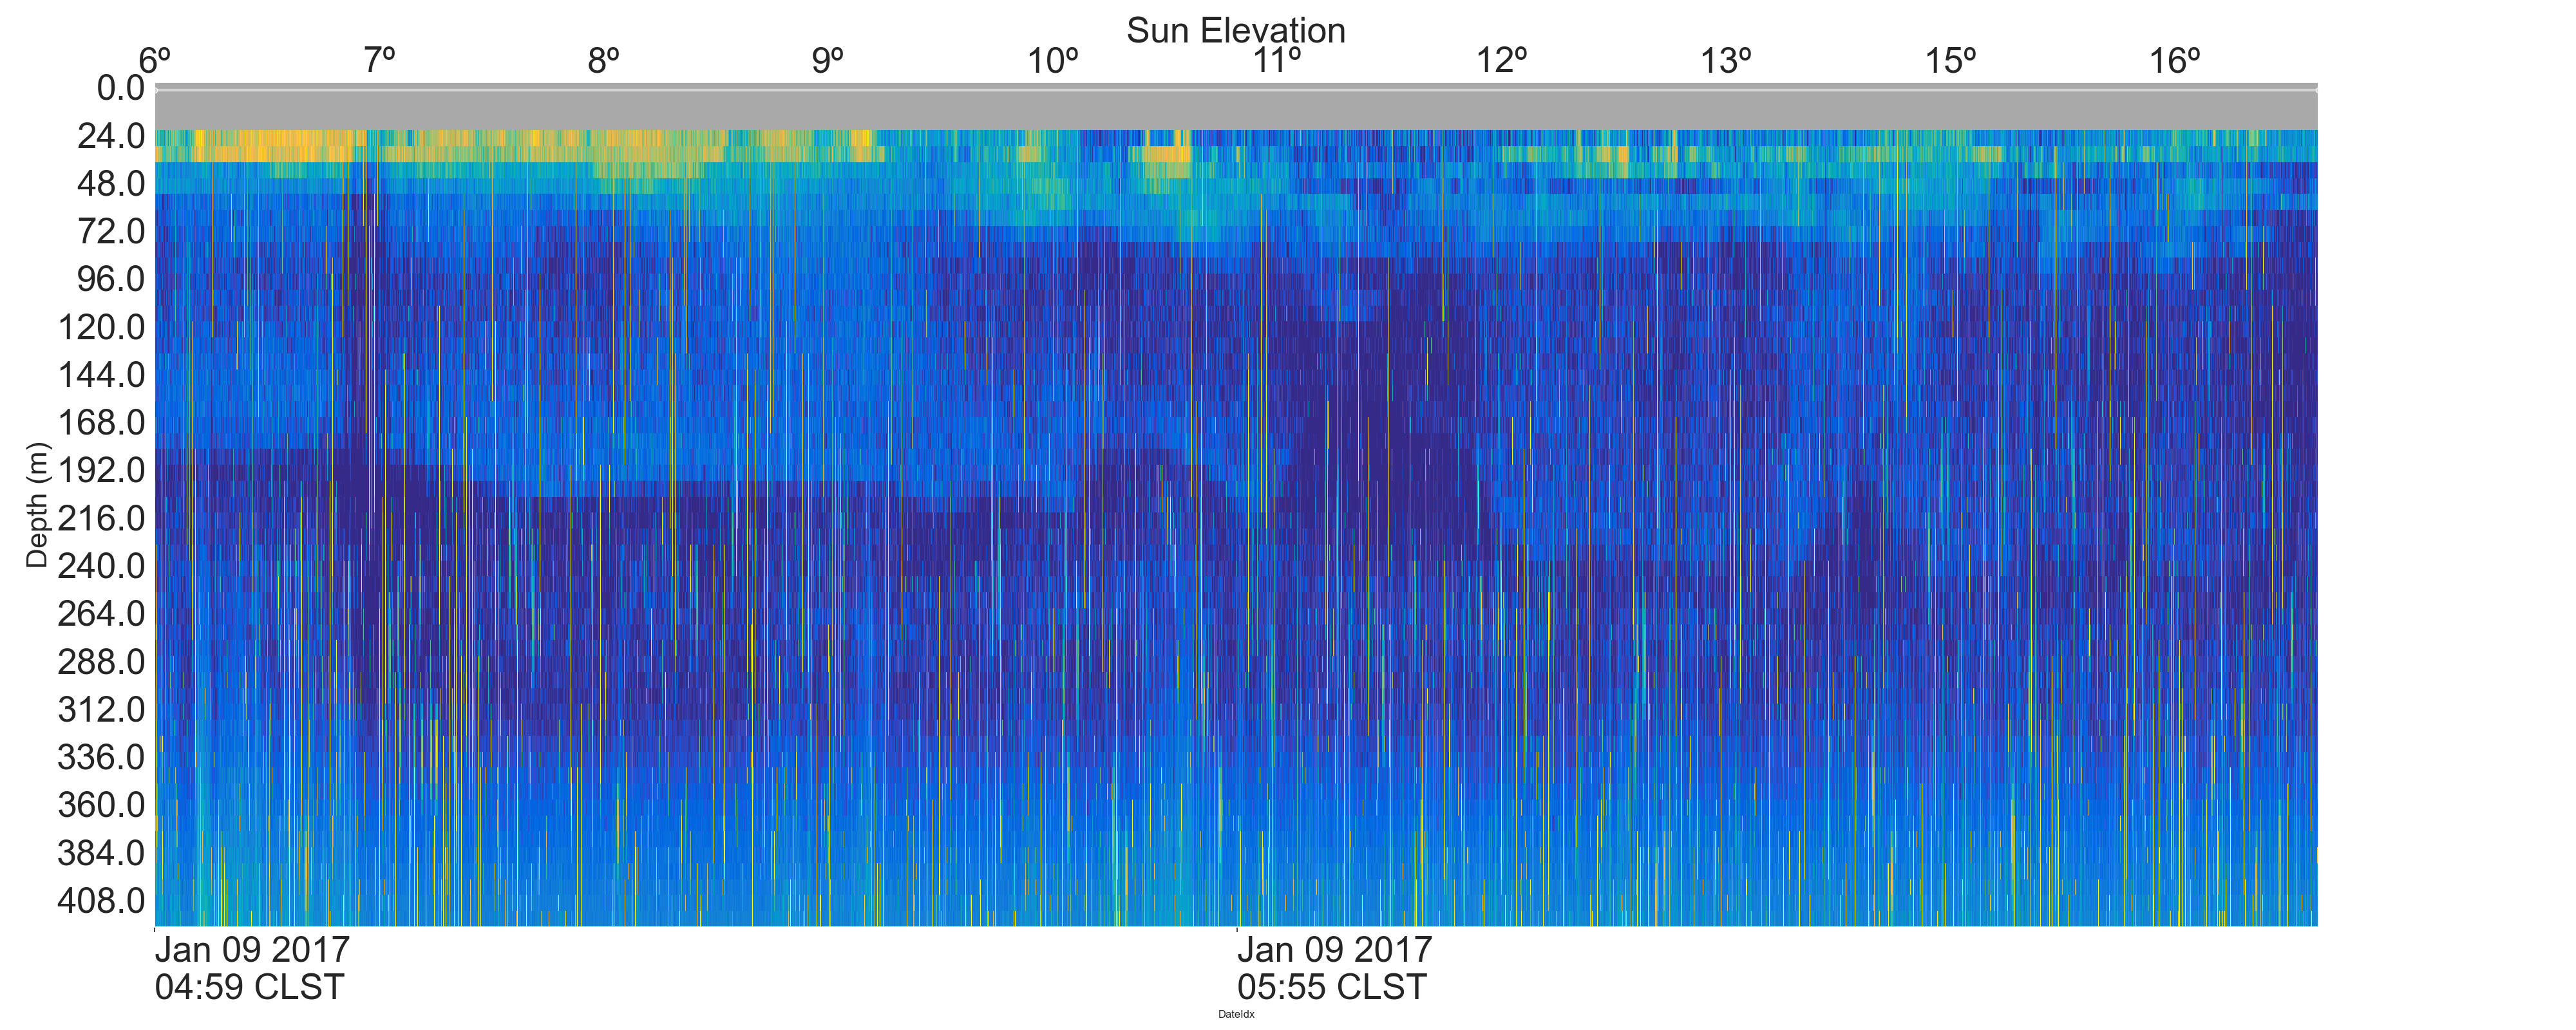 Sun Elevation
6º 7º 8º 9º 10º 11º 12º 13º 14º 15º 16º
0.0
24.0
48.0
72.0
96.0
120.0
144.0
168.0
192.0
216.0
240.0
264.0
288.0
312.0
336.0
360.0
384.0
408.0
Depth (m)
Jan 09 2017
04:59 CLST
Jan 09 2017
05:55 CLST
DateIdx